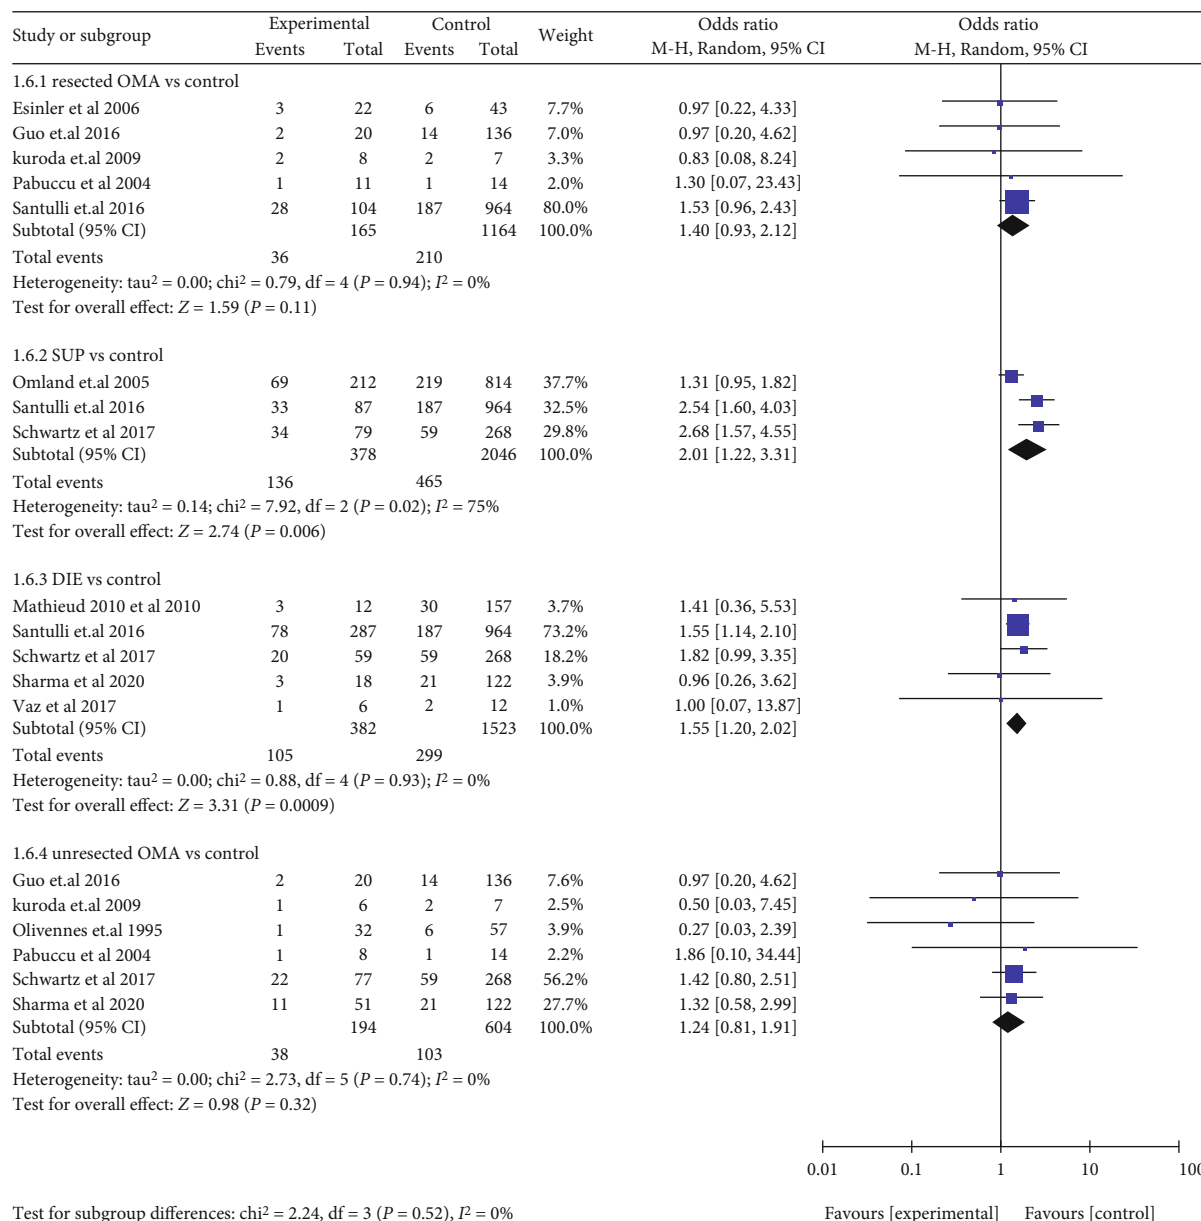 Study or subgroup Experimental Control Weight Odds ratio Odds ratio
Events Total Events Total M-H, Random, 95% CI M-H, Random, 95% CI
1.6.1 resected OMA vs control
Esinler et al 2006 3 22 6 43 7.7% 0.97 [0.22, 4.33]
Guo et.al 2016 2 20 14 136 7.0% 0.97 [0.20, 4.62]
kuroda et.al 2009 2 8 2 7 3.3% 0.83 [0.08, 8.24]
Pabuccu et al 2004 1 11 1 14 2.0% 1.30 [0.07, 23.43]
Santulli et.al 2016 28 104 187 964 80.0% 1.53 [0.96, 2.43]
Subtotal (95% CI) 165 1164 100.0% 1.40 [0.93, 2.12]
Total events 36 210
Heterogeneity: tau² = 0.00; chi² = 0.79, df = 4 (P = 0.94); I² = 0%
Test for overall effect: Z = 1.59 (P = 0.11)
1.6.2 SUP vs control
Omland et.al 2005 69 212 219 814 37.7% 1.31 [0.95, 1.82]
Santulli et.al 2016 33 87 187 964 32.5% 2.54 [1.60, 4.03]
Schwartz et al 2017 34 79 59 268 29.8% 2.68 [1.57, 4.55]
Subtotal (95% CI) 378 2046 100.0% 2.01 [1.22, 3.31]
Total events 136 465
Heterogeneity: tau² = 0.14; chi² = 7.92, df = 2 (P = 0.02); I² = 75%
Test for overall effect: Z = 2.74 (P = 0.006)
1.6.3 DIE vs control
Mathieud 2010 et al 2010 3 12 30 157 3.7% 1.41 [0.36, 5.53]
Santulli et.al 2016 78 287 187 964 73.2% 1.55 [1.14, 2.10]
Schwartz et al 2017 20 59 59 268 18.2% 1.82 [0.99, 3.35]
Sharma et al 2020 3 18 21 122 3.9% 0.96 [0.26, 3.62]
Vaz et al 2017 1 6 2 12 1.0% 1.00 [0.07, 13.87]
Subtotal (95% CI) 382 1523 100.0% 1.55 [1.20, 2.02]
Total events 105 299
Heterogeneity: tau² = 0.00; chi² = 0.88, df = 4 (P = 0.93); I² = 0%
Test for overall effect: Z = 3.31 (P = 0.0009)
1.6.4 unresected OMA vs control
Guo et.al 2016 2 20 14 136 7.6% 0.97 [0.20, 4.62]
kuroda et.al 2009 1 6 2 7 2.5% 0.50 [0.03, 7.45]
Olivennes et.al 1995 1 32 6 57 3.9% 0.27 [0.03, 2.39]
Pabuccu et al 2004 1 8 1 14 2.2% 1.86 [0.10, 34.44]
Schwartz et al 2017 22 77 59 268 56.2% 1.42 [0.80, 2.51]
Sharma et al 2020 11 51 21 122 27.7% 1.32 [0.58, 2.99]
Subtotal (95% CI) 194 604 100.0% 1.24 [0.81, 1.91]
Total events 38 103
Heterogeneity: tau² = 0.00; chi² = 2.73, df = 5 (P = 0.74); I² = 0%
Test for overall effect: Z = 0.98 (P = 0.32)
0.01 0.1 1 10 100
Test for subgroup differences: chi² = 2.24, df = 3 (P = 0.52), I² = 0% Favours [experimental] Favours [control]